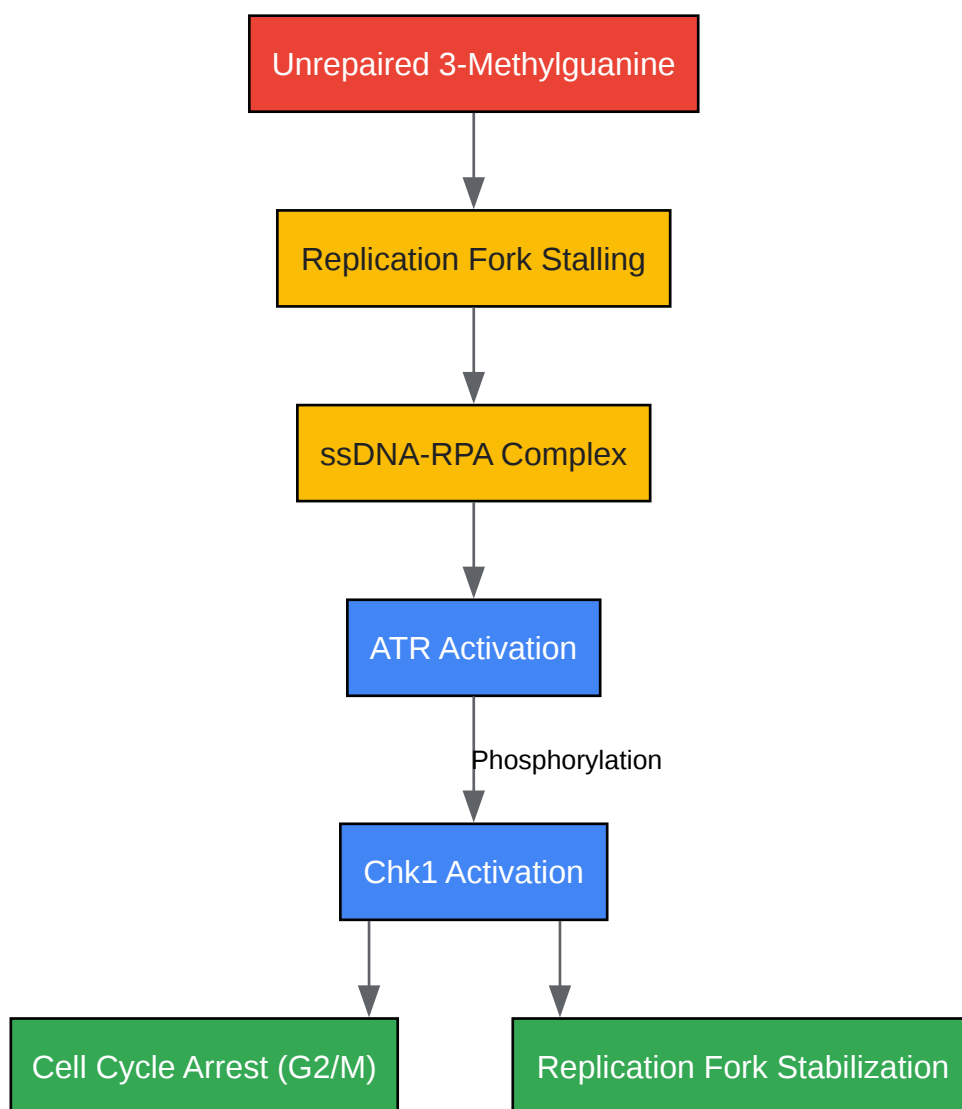 Unrepaired 3-Methylguanine
Replication Fork Stalling
ssDNA-RPA Complex
ATR Activation
Phosphorylation
Chk1 Activation
Cell Cycle Arrest (G2/M)
Replication Fork Stabilization